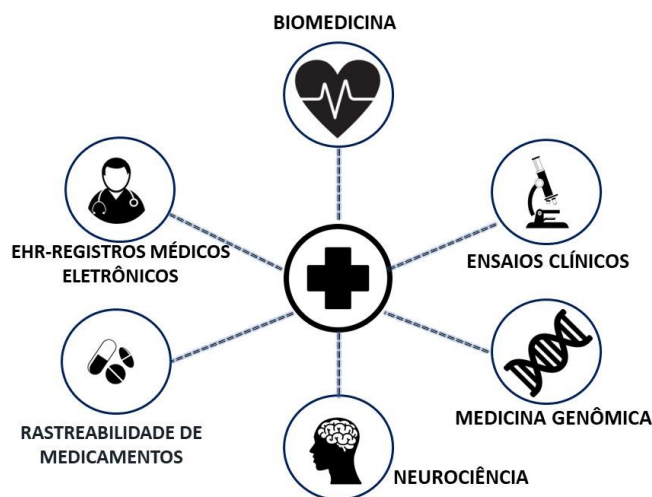 BIOMEDICINA
EHR-REGISTROS MÉDICOS
ELETRÔNICOS
ENSAIOS CLÍNICOS
RASTREABILIDADE DE
MEDICAMENTOS
MEDICINA GENÔMICA
NEUROCIÊNCIA